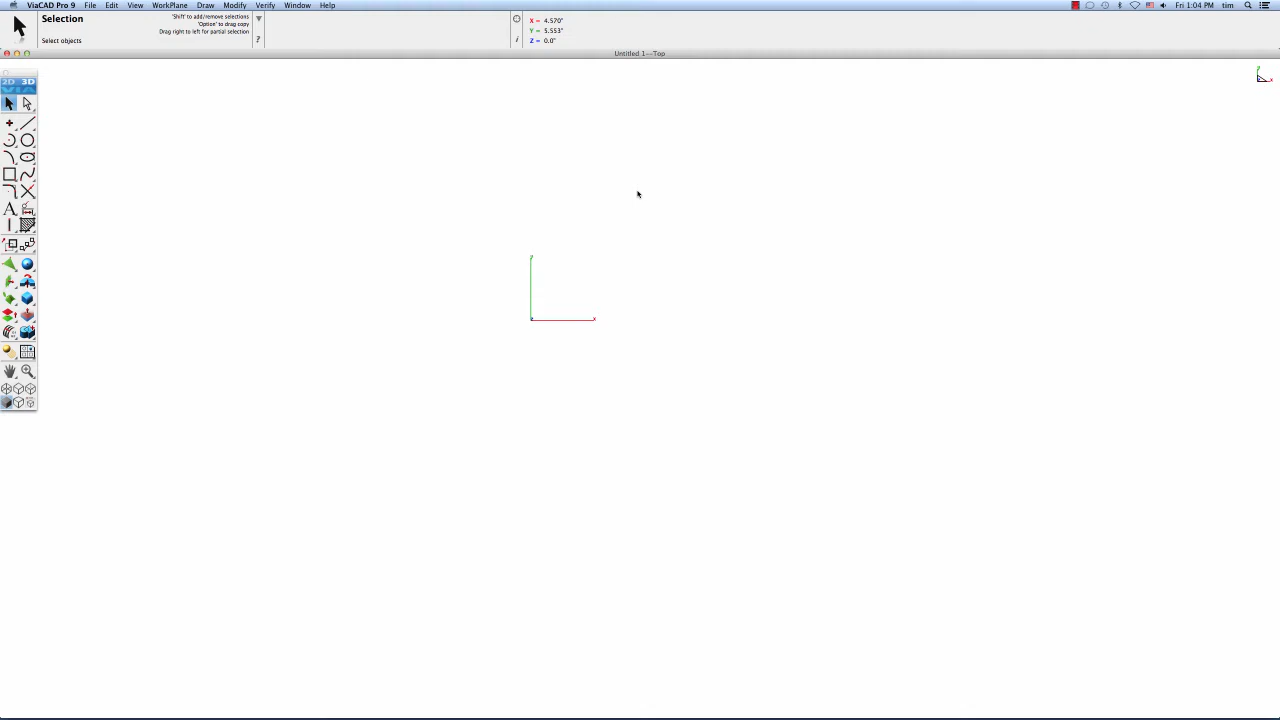 ViaCAD Pro 9 File Edit View WorkPlane Draw Modify Verify Window Help Fri 1:04 PM tim
Selection
'Shift' to add/remove selections
'Option' to drag copy
Drag right to left for partial selection
Select objects
?
i
X = 4.570"
Y = 5.553"
Z = 0.0"
Untitled 1--Top
2D 3D
A
y
x
z
y
x